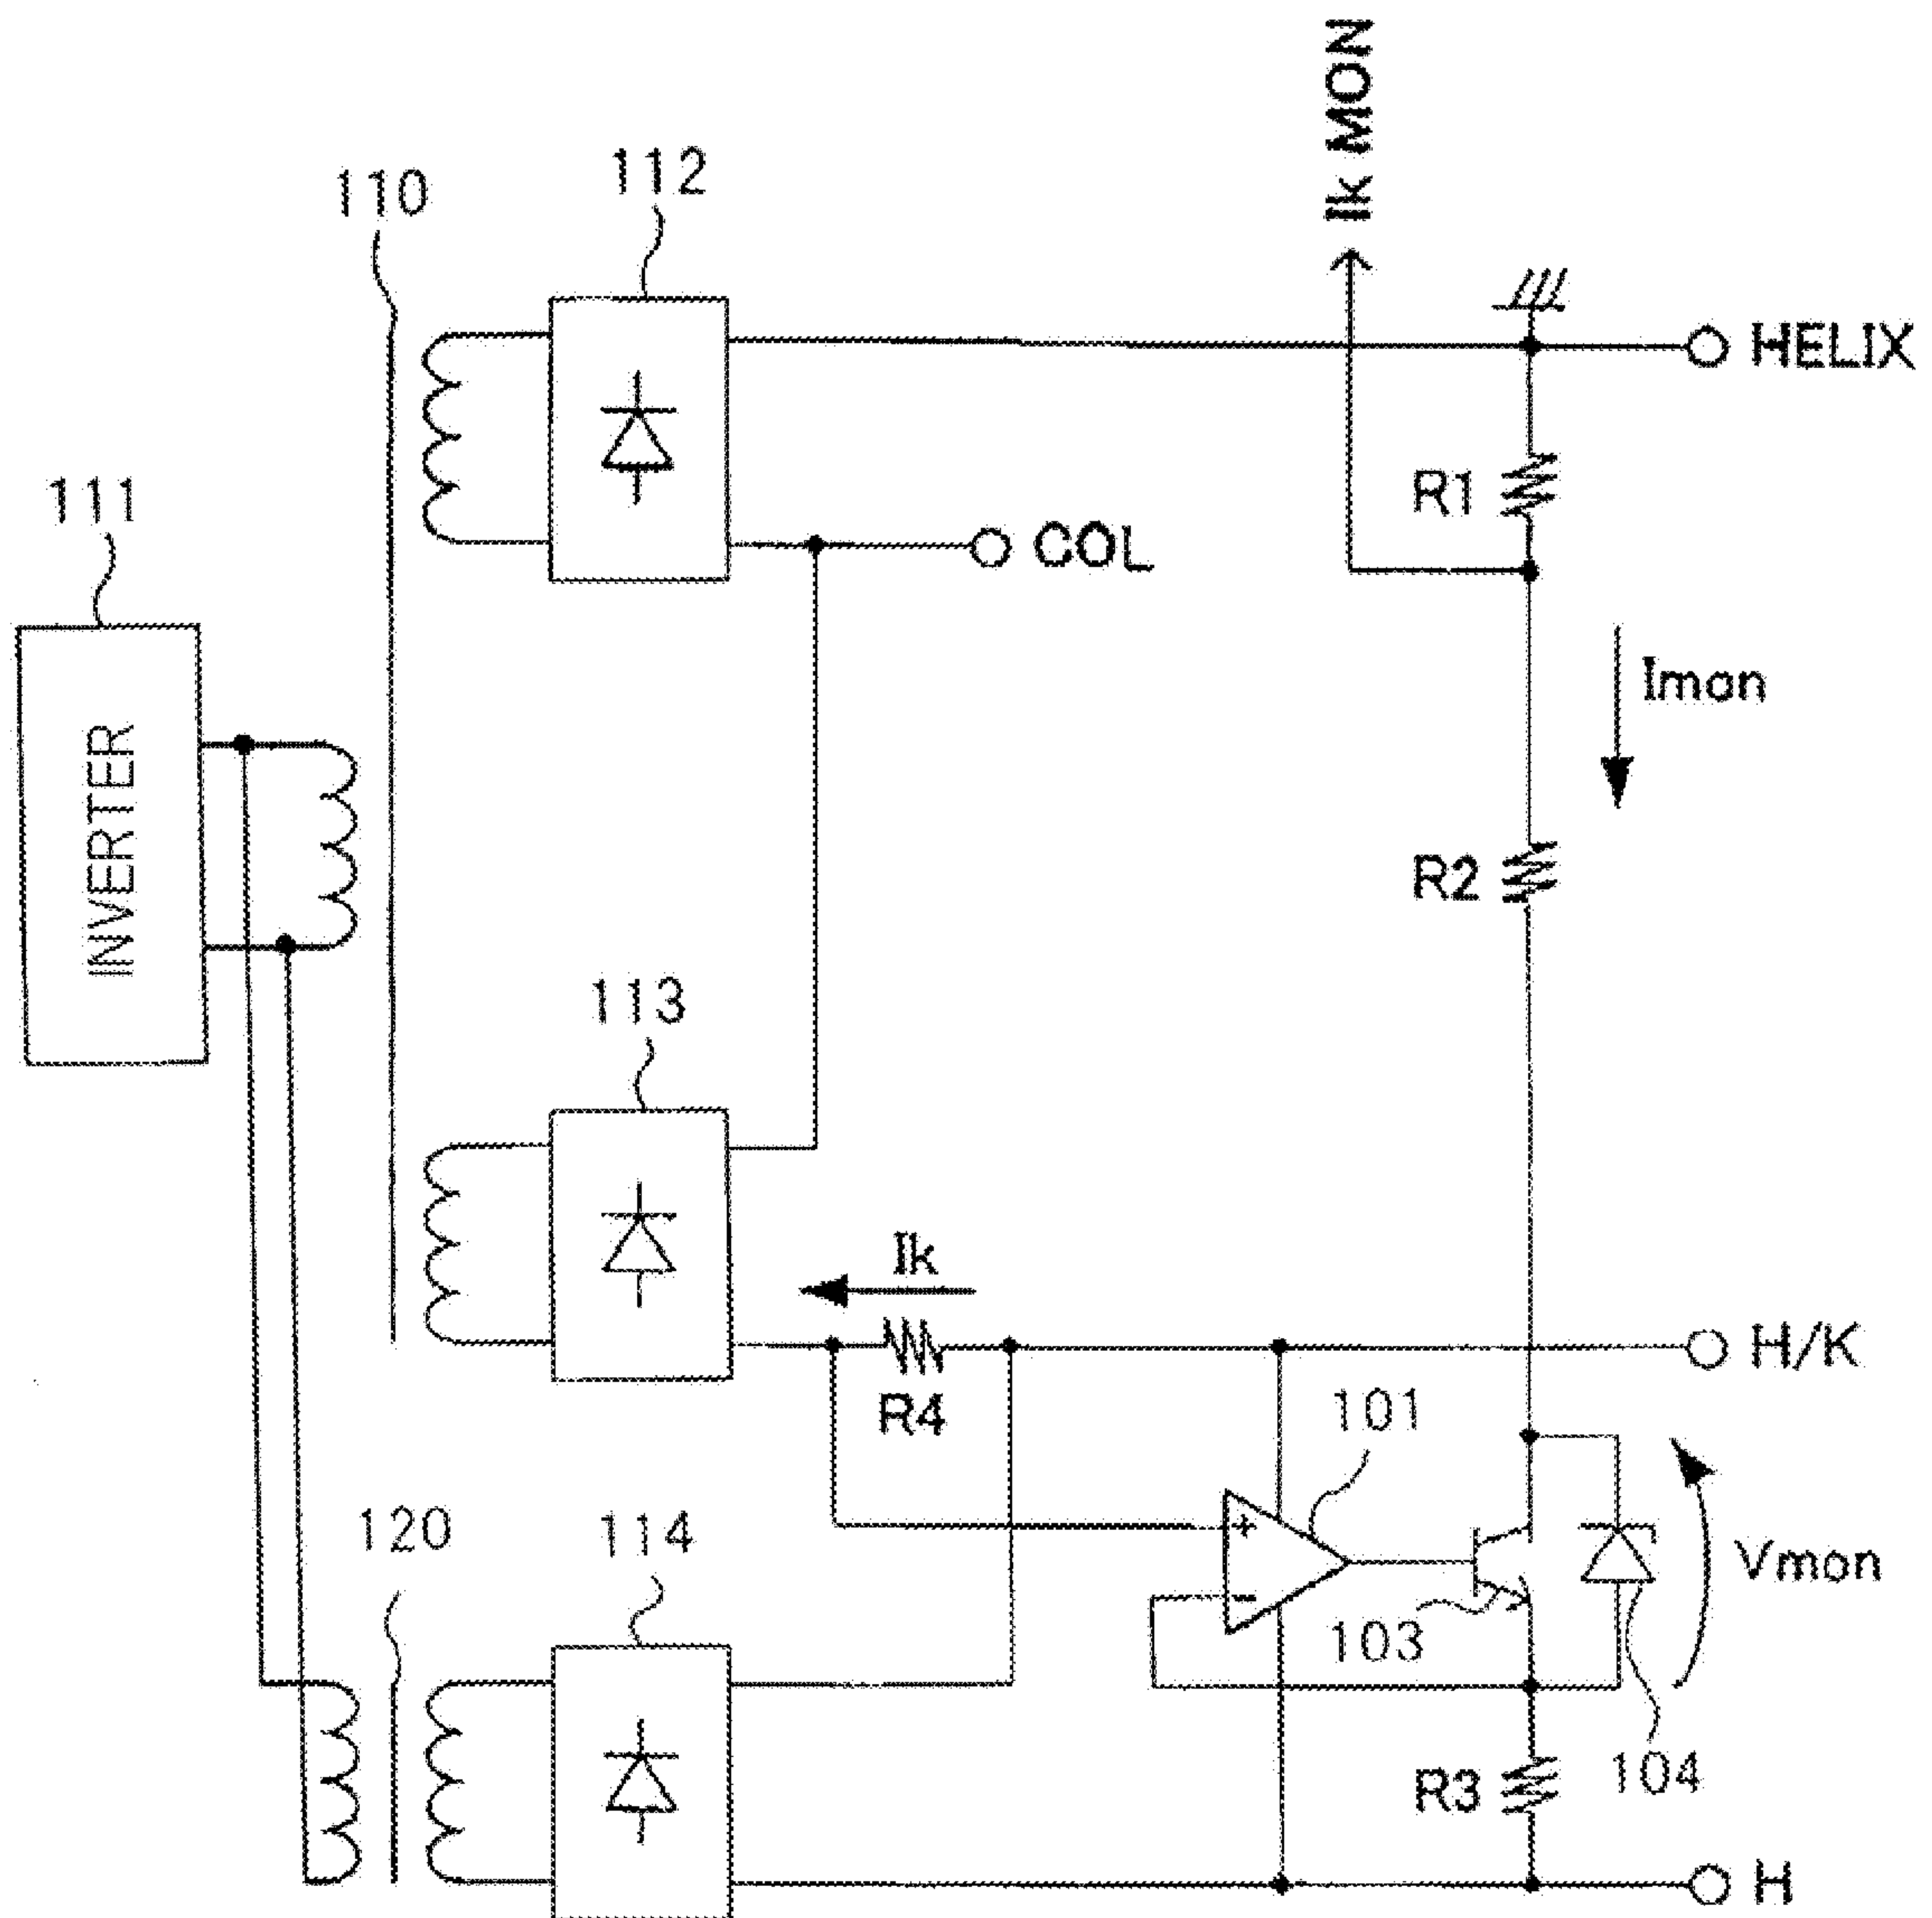 Ik MON
112
110
HELIX
R1
111
COL
Iman
INVERTER
R2
113
Ik
H/K
R4
101
120
114
+
Vmon
−
103
104
R3
H